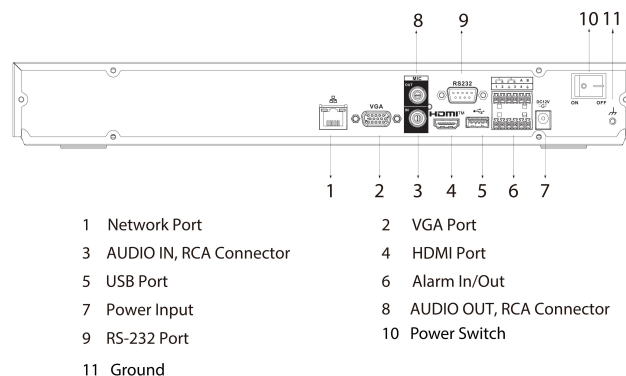 8 9 10 11
MIC
OUT
RS232
A B
VGA
HDMI™
DC12V
ON OFF
1 2 3 4 5 6 7
1 Network Port
2 VGA Port
3 AUDIO IN, RCA Connector
4 HDMI Port
5 USB Port
6 Alarm In/Out
7 Power Input
8 AUDIO OUT, RCA Connector
9 RS-232 Port
10 Power Switch
11 Ground